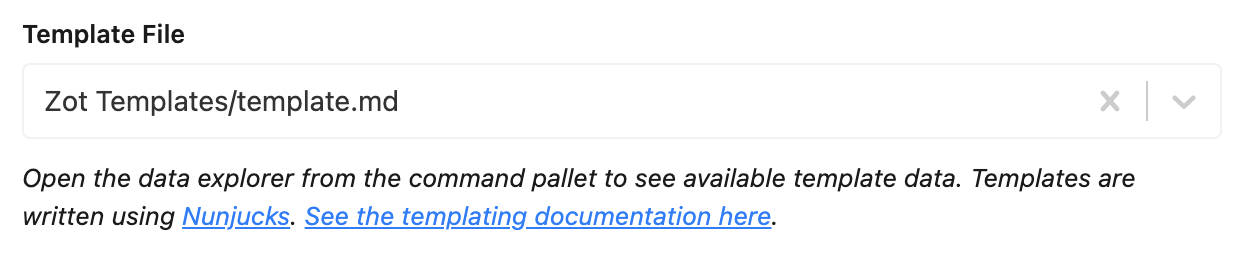 Template File
Zot Templates/template.md
Open the data explorer from the command pallet to see available template data. Templates are
written using Nunjucks. See the templating documentation here.